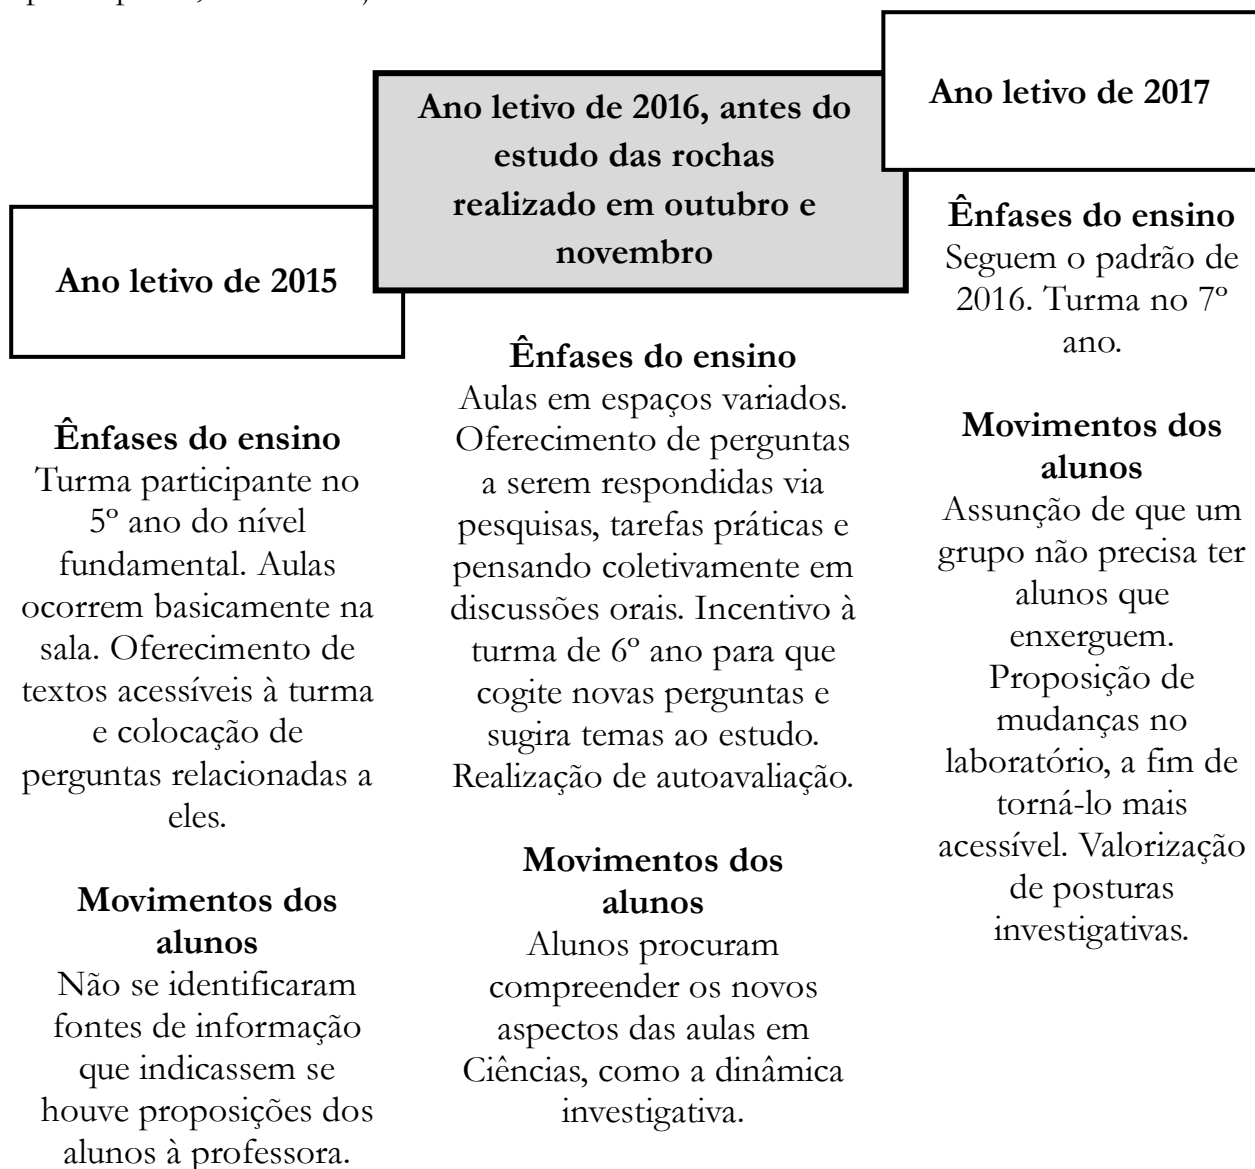 Ano letivo de 2015
Ênfases do ensino
Turma participante no
5º ano do nível
fundamental. Aulas
ocorrem basicamente na
sala. Oferecimento de
textos acessíveis à turma
e colocação de
perguntas relacionadas a
eles.
Movimentos dos
alunos
Não se identificaram
fontes de informação
que indicassem se
houve proposições dos
alunos à professora.
Ano letivo de 2016, antes do
estudo das rochas
realizado em outubro e
novembro
Ênfases do ensino
Aulas em espaços variados.
Oferecimento de perguntas
a serem respondidas via
pesquisas, tarefas práticas e
pensando coletivamente em
discussões orais. Incentivo à
turma de 6º ano para que
cogite novas perguntas e
sugira temas ao estudo.
Realização de autoavaliação.
Movimentos dos
alunos
Alunos procuram
compreender os novos
aspectos das aulas em
Ciências, como a dinâmica
investigativa.
Ano letivo de 2017
Ênfases do ensino
Seguem o padrão de
2016. Turma no 7º
ano.
Movimentos dos
alunos
Assunção de que um
grupo não precisa ter
alunos que
enxerguem.
Proposição de
mudanças no
laboratório, a fim de
torná-lo mais
acessível. Valorização
de posturas
investigativas.